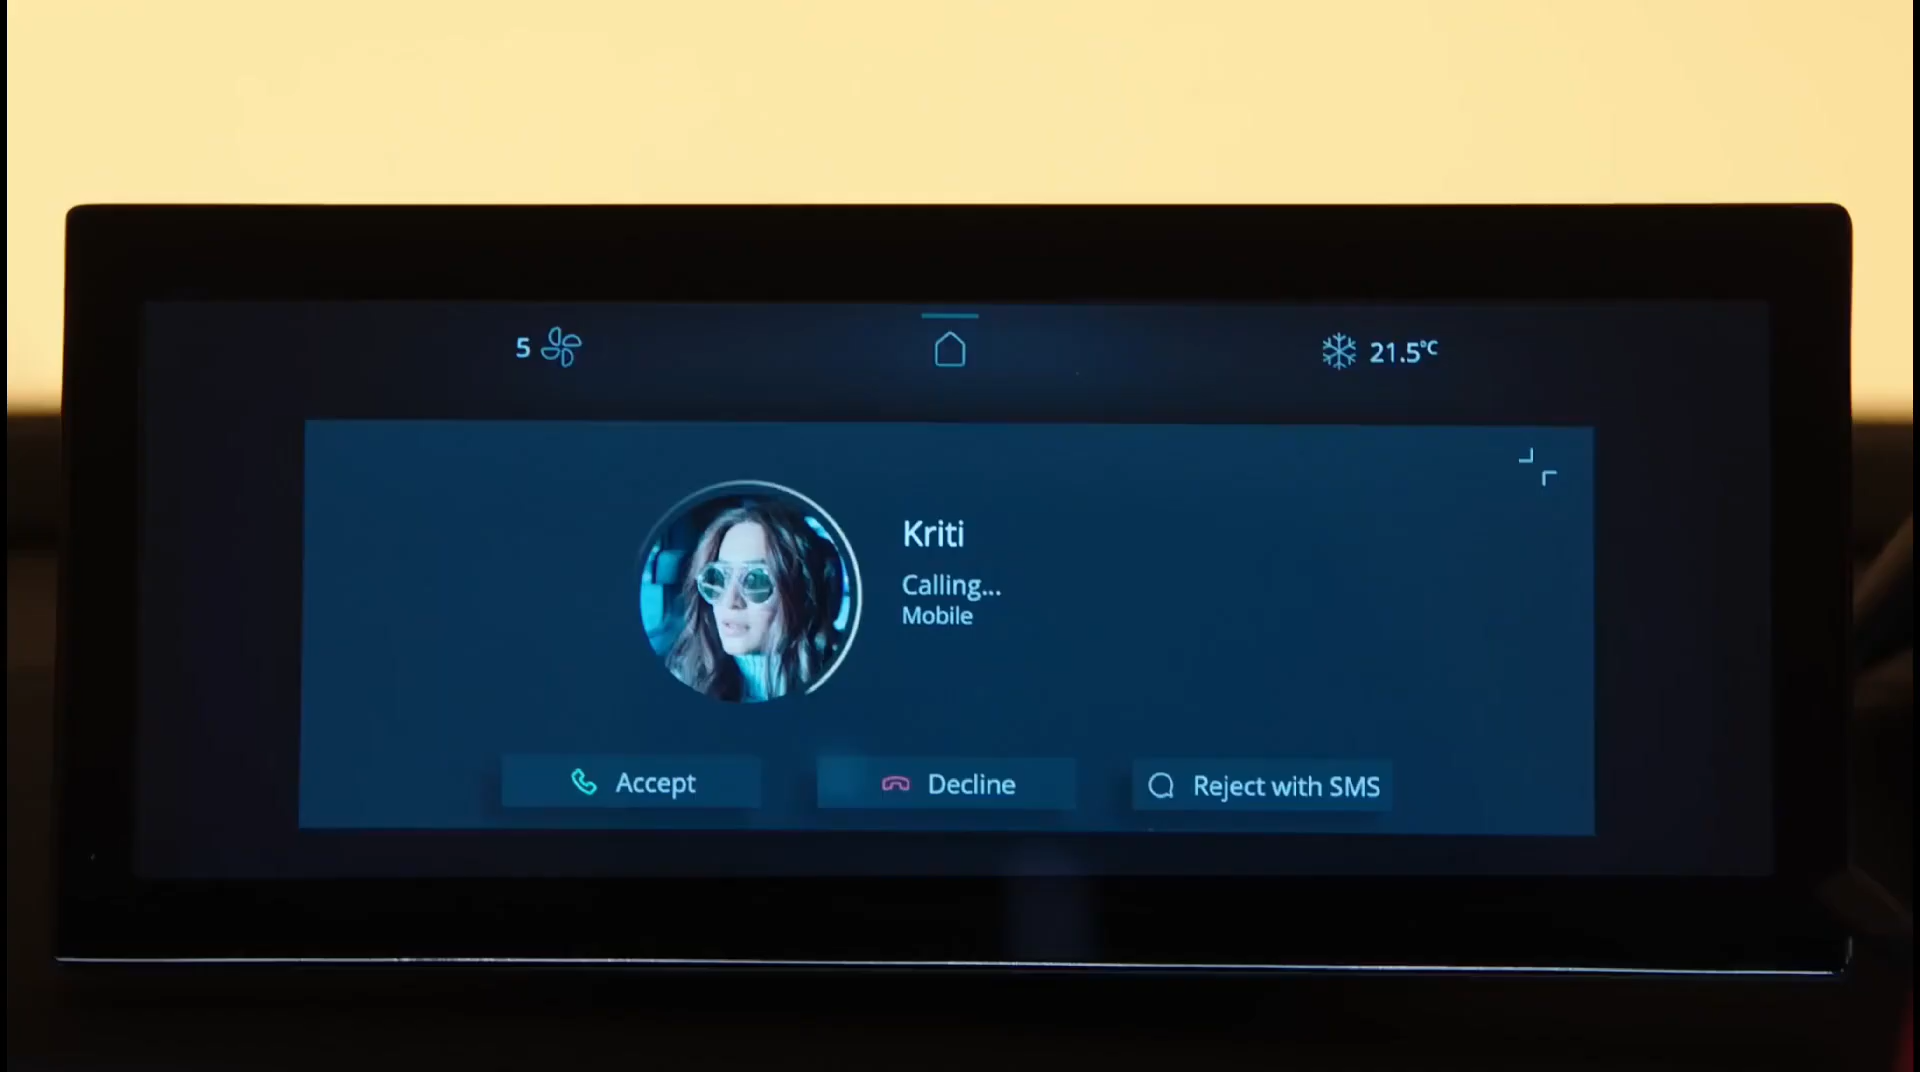 5
21.5°C
Kriti
Calling...
Mobile
Accept
Decline
Reject with SMS